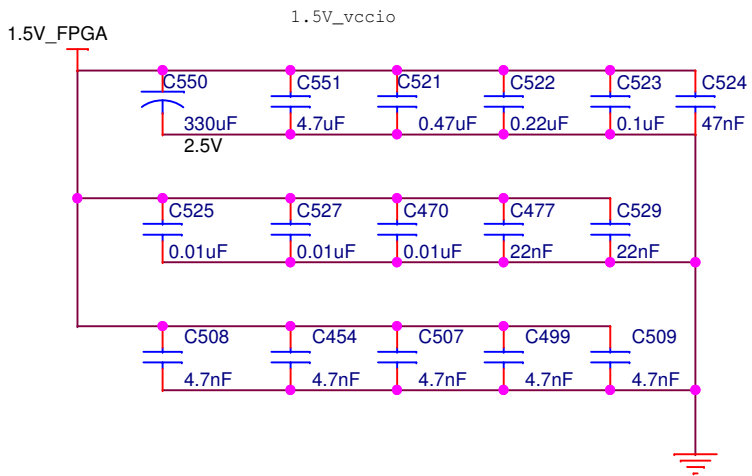 1.5V_vccio
1.5V_FPGA
C550 C551 C521 C522 C523 C524
330uF 4.7uF 0.47uF 0.22uF 0.1uF 47nF
2.5V
C525 C527 C470 C477 C529
0.01uF 0.01uF 0.01uF 22nF 22nF
C508 C454 C507 C499 C509
4.7nF 4.7nF 4.7nF 4.7nF 4.7nF